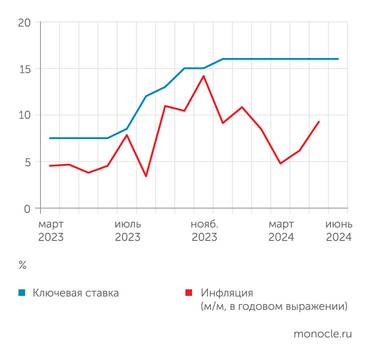 20
15
10
5
0
март июль нояб. март июнь
2023 2023 2023 2024 2024
%
Ключевая ставка Инфляция
(м/м, в годовом выражении)
monocle.ru